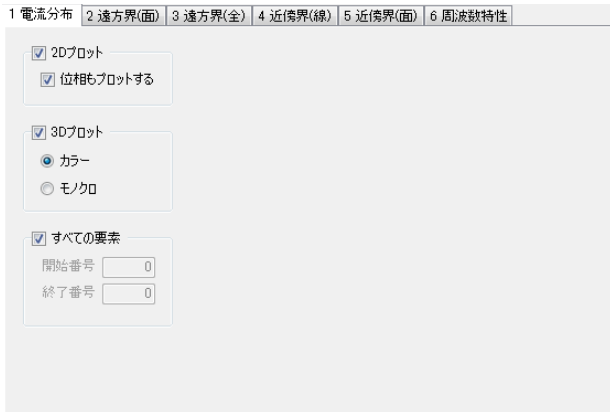 1 電流分布 2 遠方界(面) 3 遠方界(全) 4 近傍界(線) 5 近傍界(面) 6 周波数特性
2Dプロット
位相もプロットする
3Dプロット
カラー
モノクロ
すべての要素
開始番号 0
終了番号 0